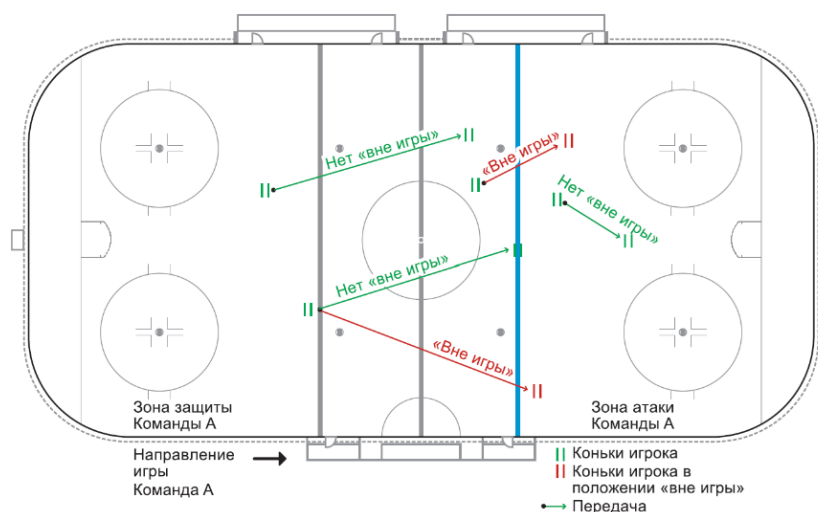 Нет «вне игры»
«Вне игры»
Нет «вне игры»
Нет «вне игры»
«Вне игры»
Зона защиты
Команды А
Зона атаки
Команды А
Направление
игры
Команда А
Коньки игрока
Коньки игрока в
положении «вне игры»
Передача